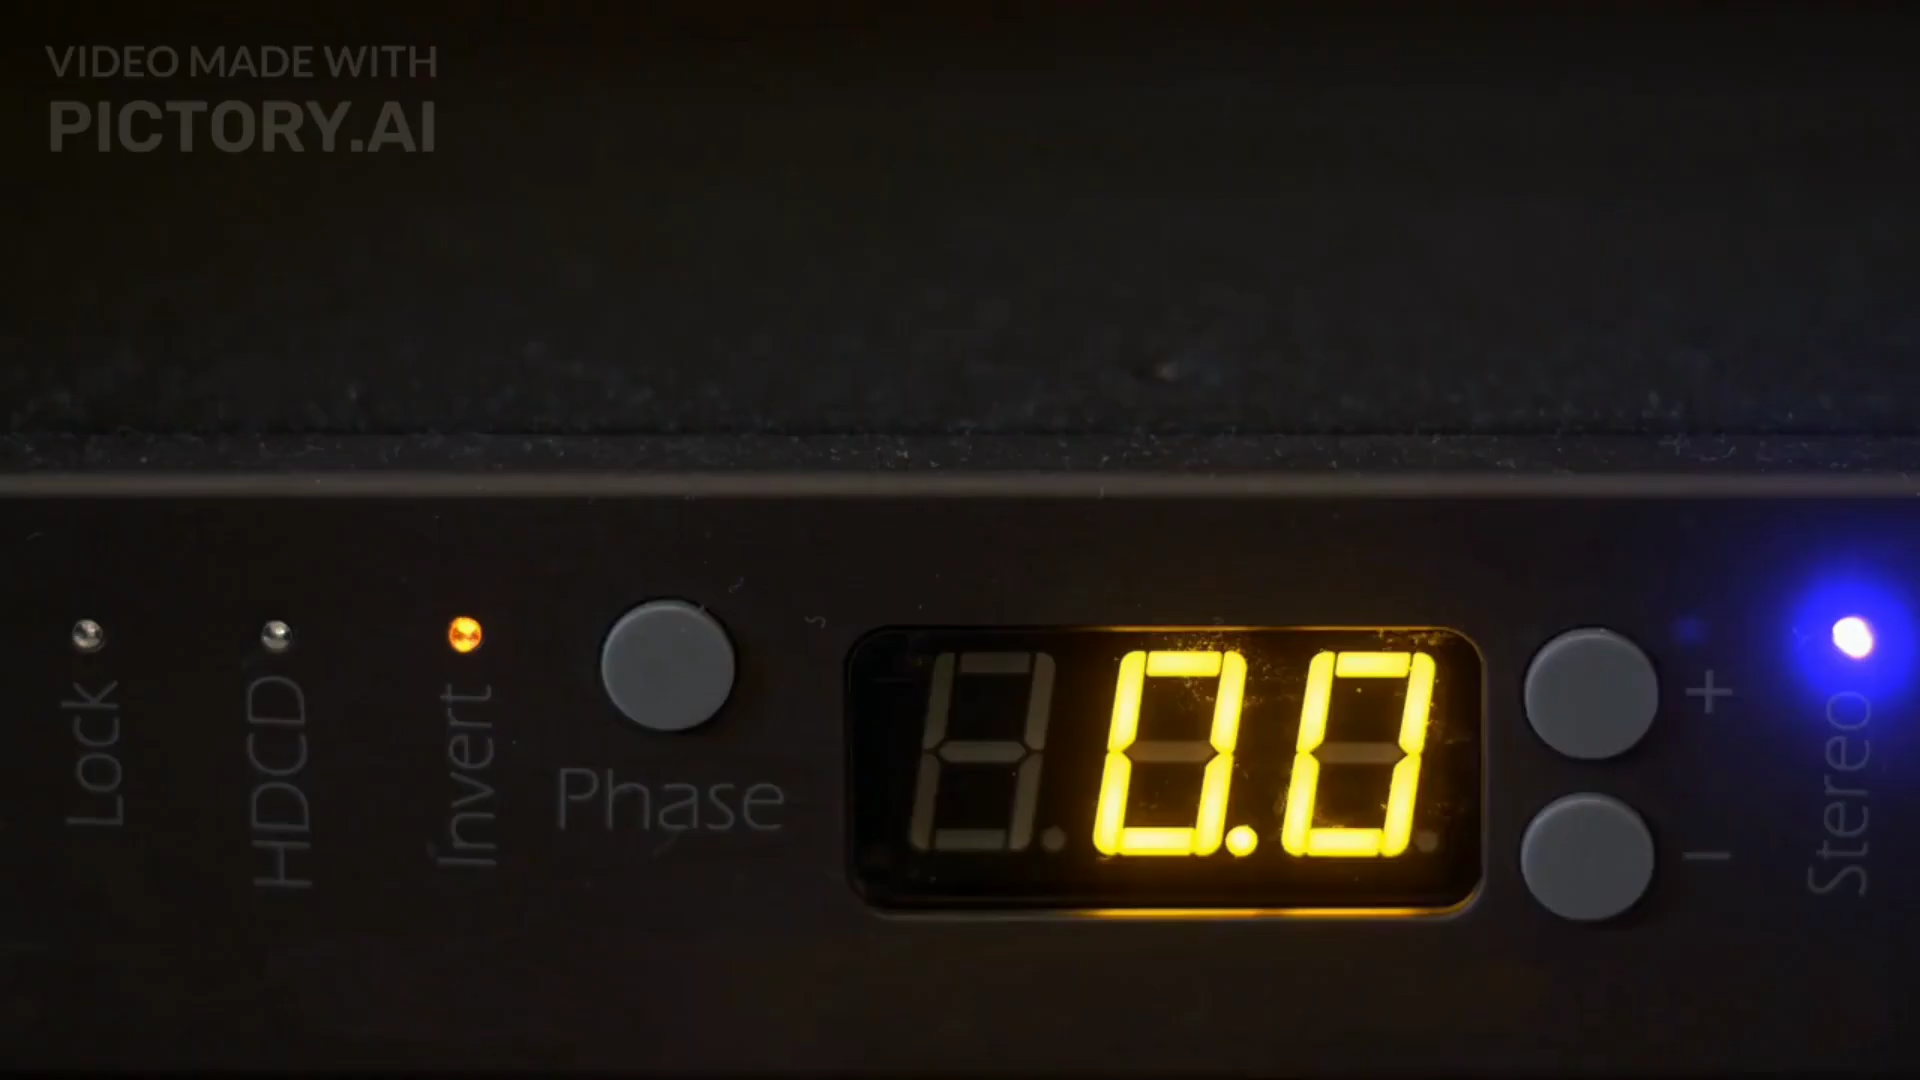 VIDEO MADE WITH
PICTORY.AI
Lock
HDCD
Invert
Phase
0.0
+
−
Stereo